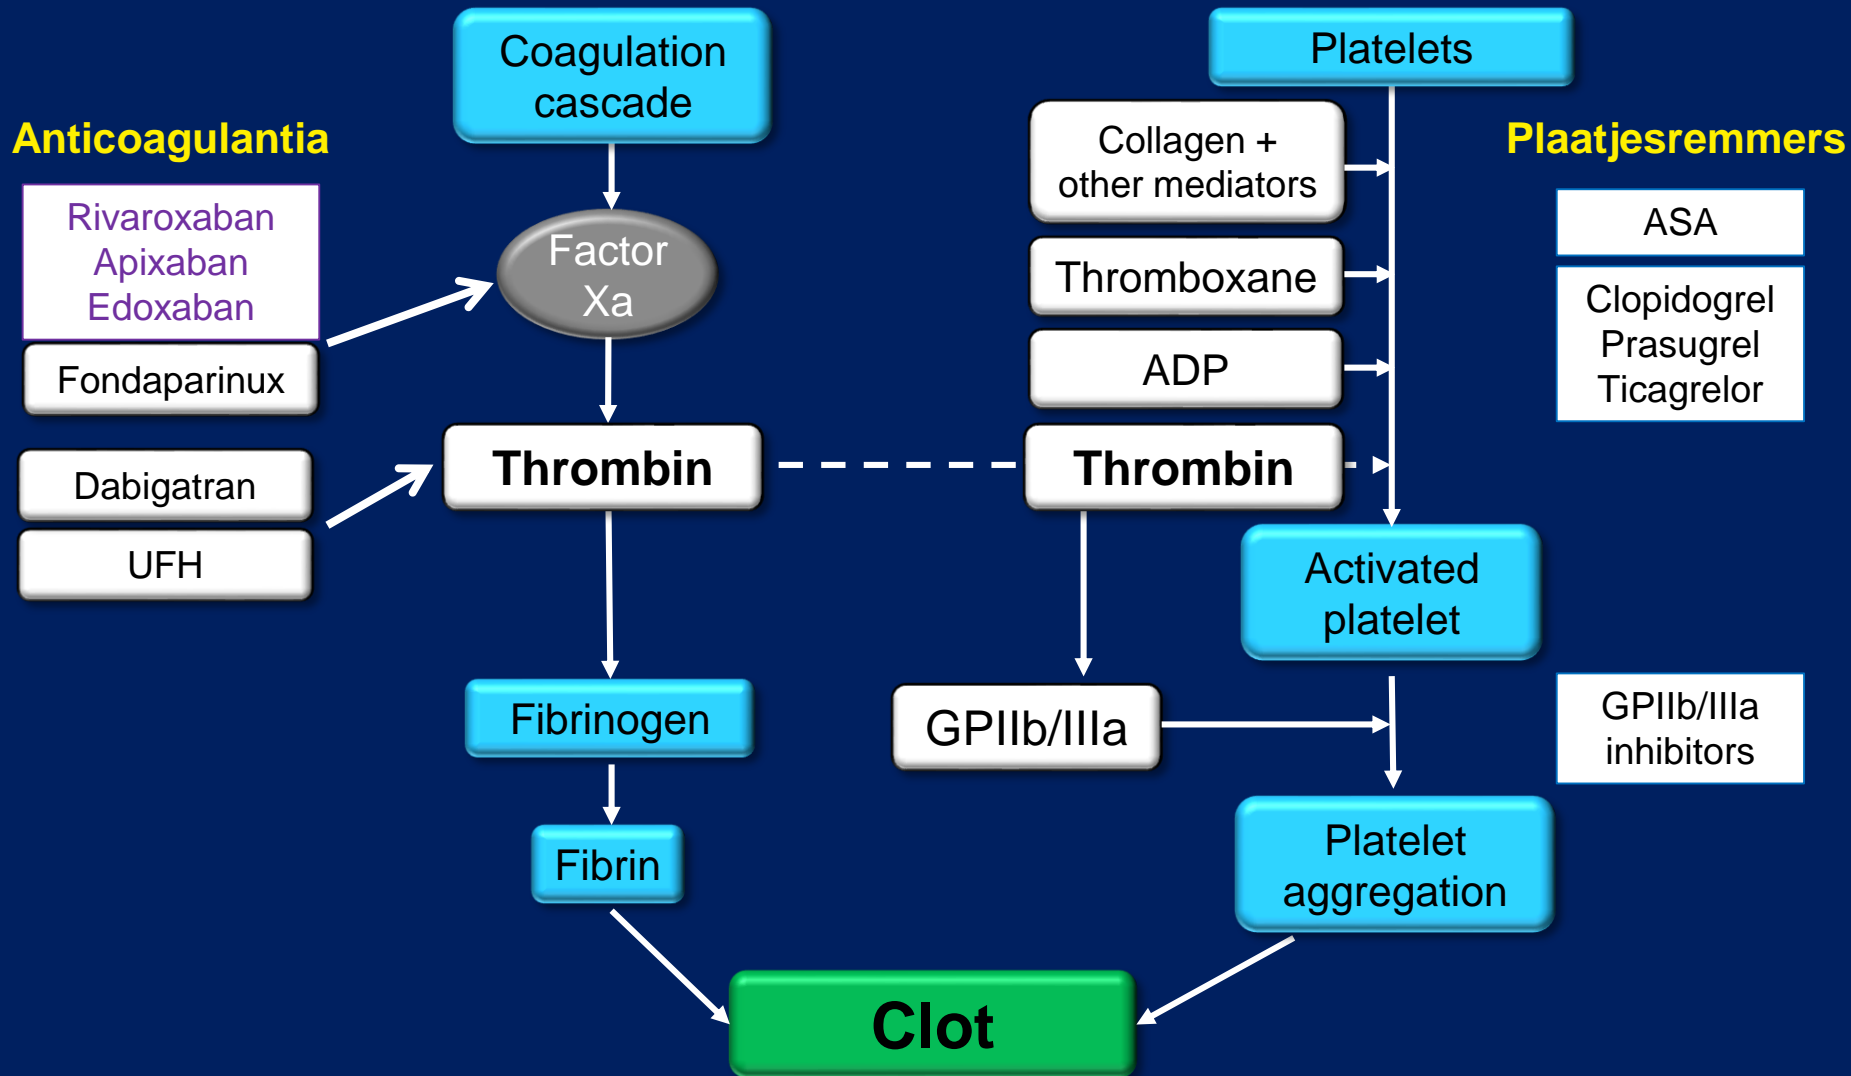 Coagulation
cascade
Platelets
Anticoagulantia
Collagen +
other mediators
Plaatjesremmers
Rivaroxaban
Apixaban
Edoxaban
Factor
Xa
Thromboxane
ASA
Fondaparinux
ADP
Clopidogrel
Prasugrel
Ticagrelor
Dabigatran
UFH
Thrombin
Thrombin
Activated
platelet
Fibrinogen
GPIIb/IIIa
GPIIb/IIIa
inhibitors
Fibrin
Platelet
aggregation
Clot